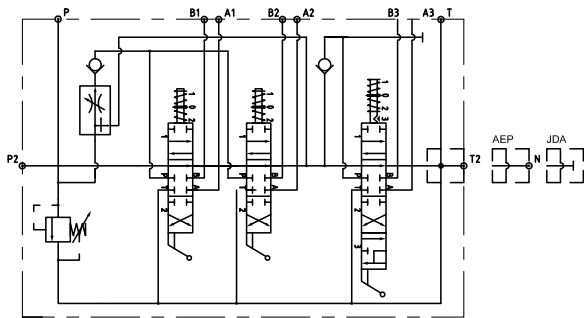 P B1 A1 B2 A2 B3 A3 T
1 0 2
1 0 2
1 0 2 3
1 1 1
AEP JDA
P2 P B P B P B T2 N
T A T A T A
2 2 2
3